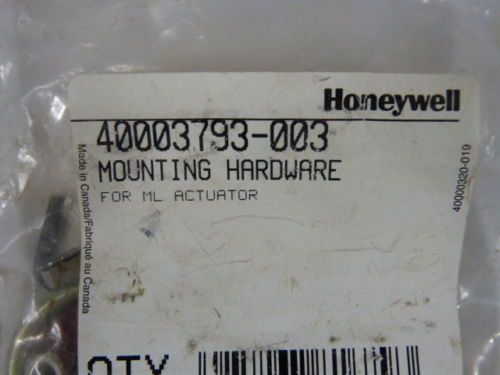 Honeywell
40003793-003
MOUNTING HARDWARE
FOR ML ACTUATOR
Made in Canada/Fabriqué au Canada
40000320-019
QTY